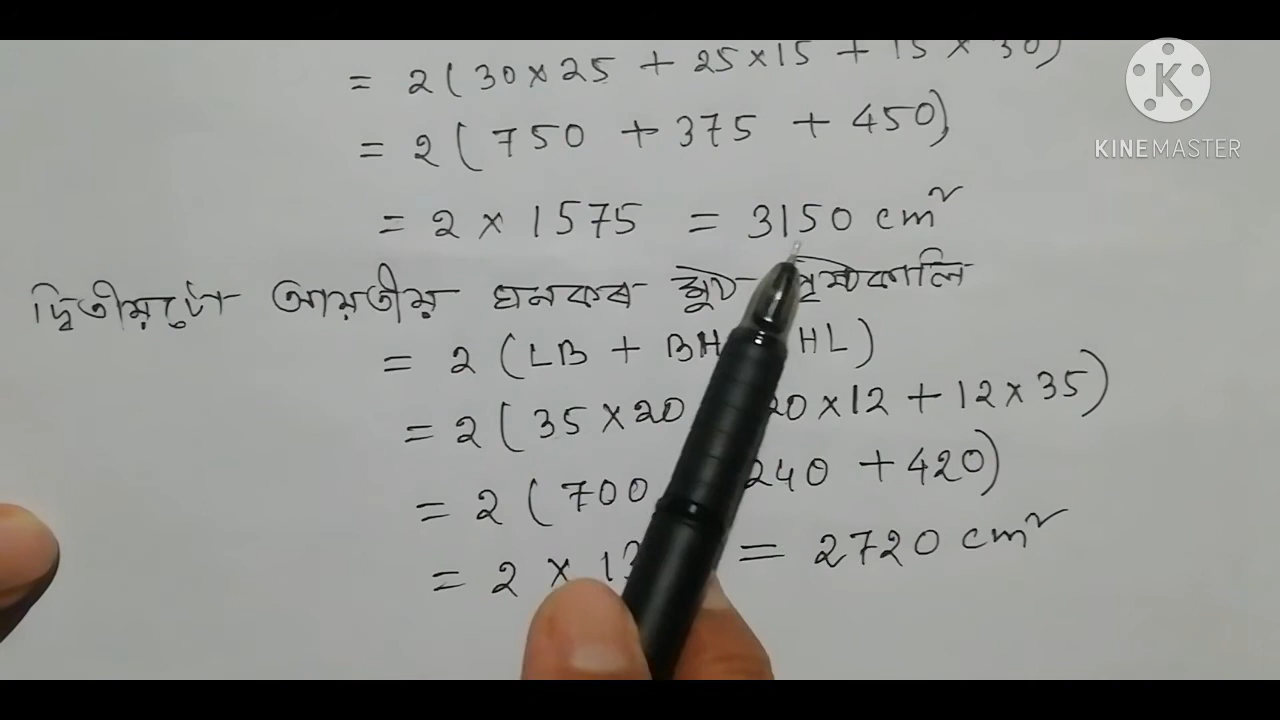 = 2(30×25 + 25×15 + 15×30)
= 2(750 + 375 + 450)
= 2 × 1575 = 3150 cm²
দ্বিতীয়টো আয়তীয় ঘনকৰ মুঠ পৃষ্ঠকালি
= 2(LB + BH HL)
= 2(35×20 20×12 + 12×35)
= 2(700 240 + 420)
= 2 × = 2720 cm²
KINEMASTER